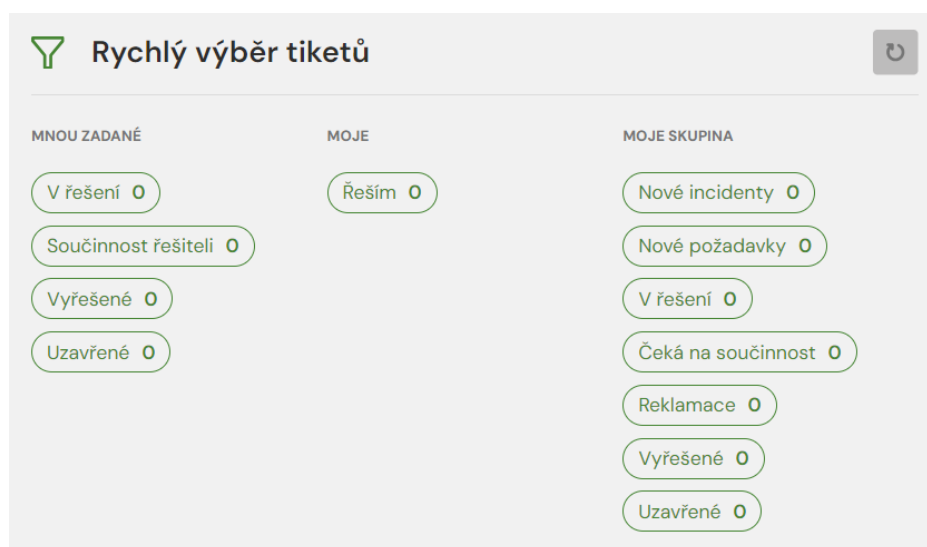 Rychlý výběr tiketů
MNOU ZADANÉ
V řešení 0
Součinnost řešiteli 0
Vyřešené 0
Uzavřené 0
MOJE
Řeším 0
MOJE SKUPINA
Nové incidenty 0
Nové požadavky 0
V řešení 0
Čeká na součinnost 0
Reklamace 0
Vyřešené 0
Uzavřené 0